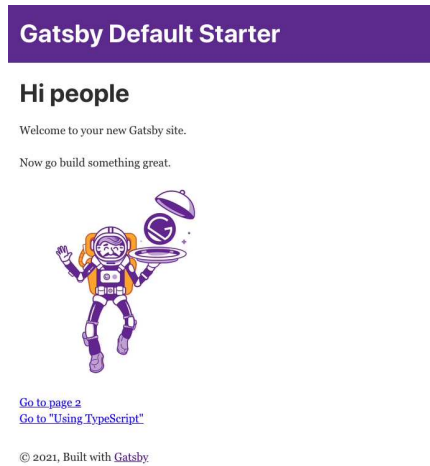 Gatsby Default Starter
Hi people
Welcome to your new Gatsby site.
Now go build something great.
Go to page 2
Go to "Using TypeScript"
© 2021, Built with Gatsby